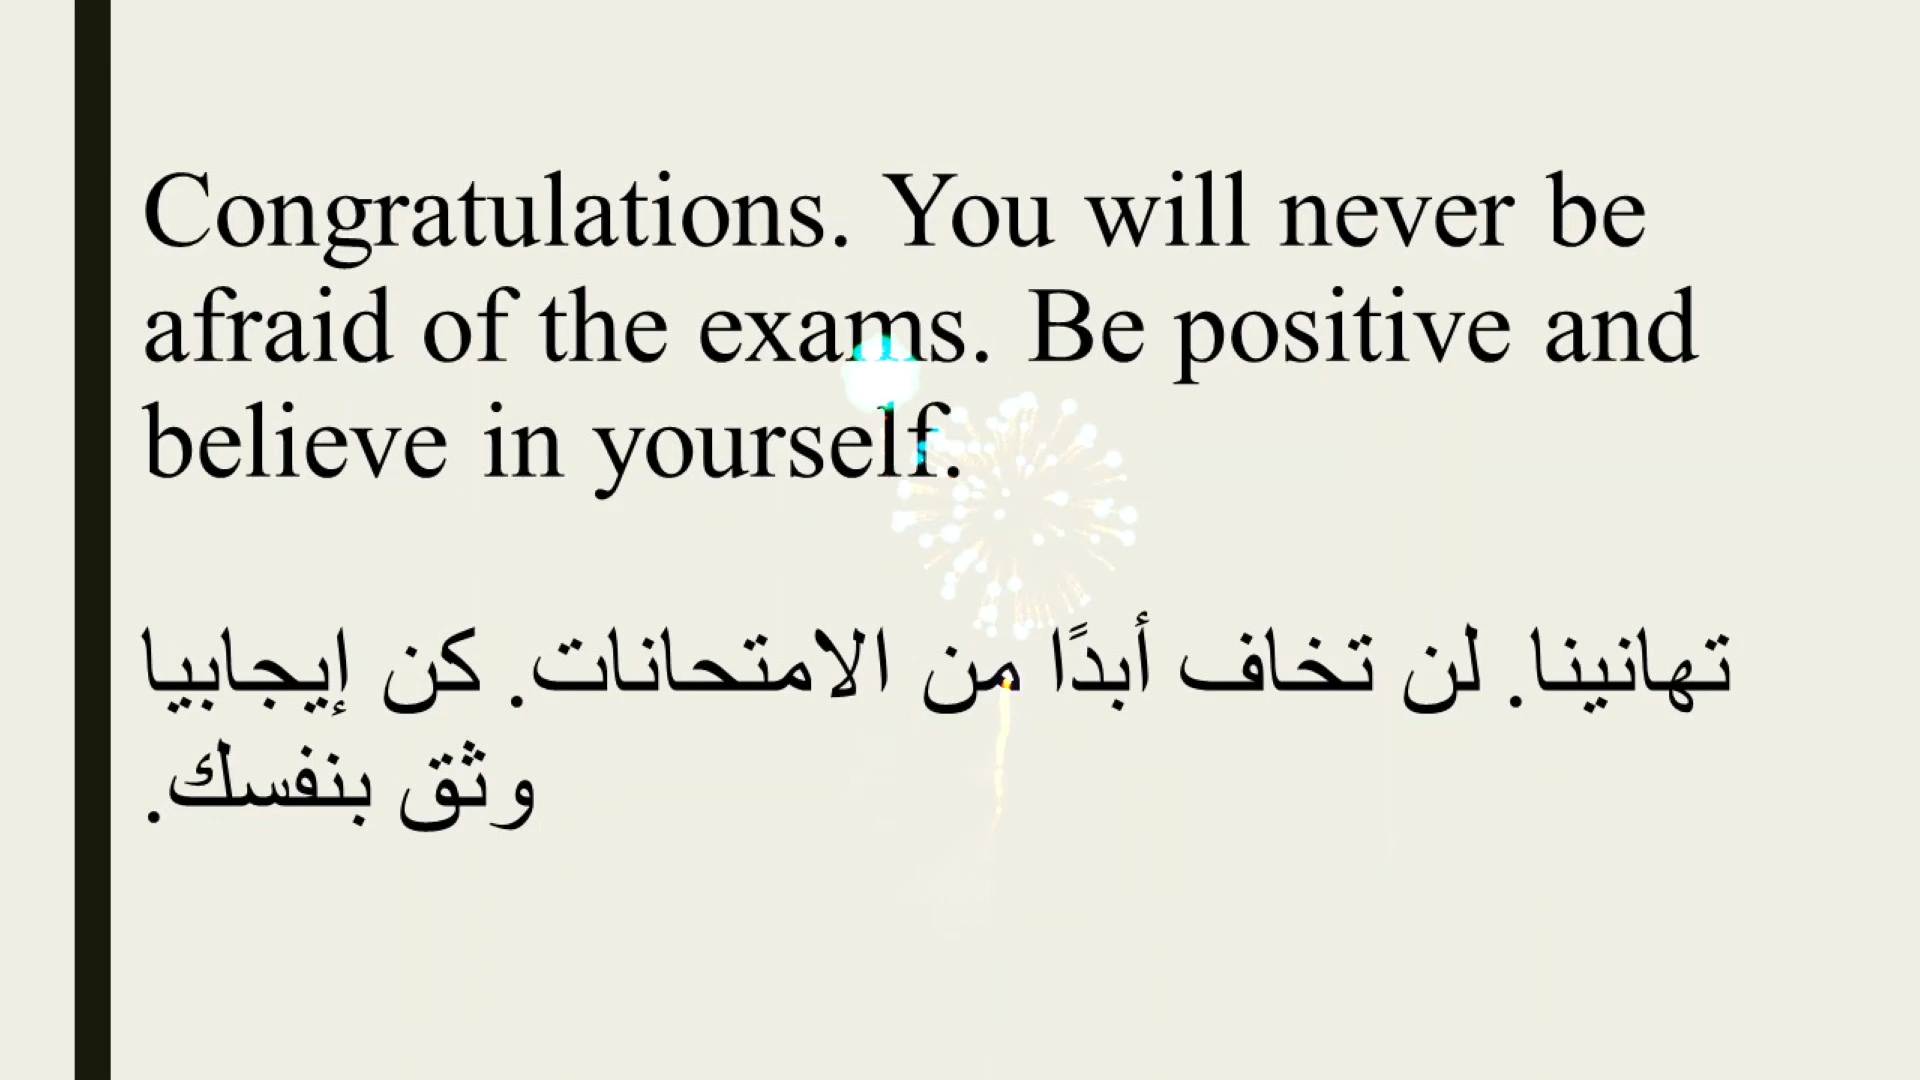 Congratulations. You will never be
afraid of the exams. Be positive and
believe in yourself.
تهانينا. لن تخاف أبدًا من الامتحانات. كن إيجابيا
وثق بنفسك.